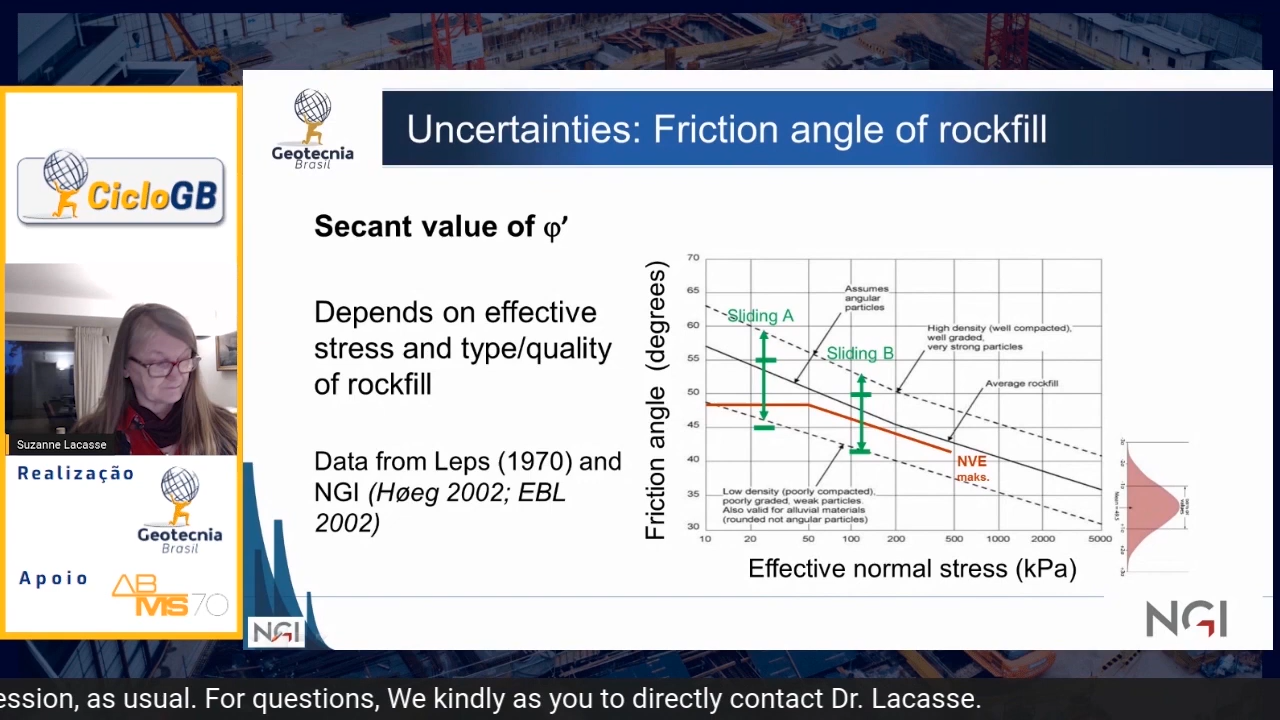 Geotecnia
Brasil
Uncertainties: Friction angle of rockfill
CicloGB
Suzanne Lacasse
Realização
Geotecnia
Brasil
Apoio
ABMS70
Secant value of φ’
Depends on effective
stress and type/quality
of rockfill
Data from Leps (1970) and
NGI (Høeg 2002; EBL
2002)
Friction angle (degrees)
70
65
60
55
50
45
40
35
30
Sliding A
Sliding B
Assumes
angular
particles
High density (well compacted),
well graded,
very strong particles
Average rockfill
NVE
maks.
Low density (poorly compacted),
poorly graded, weak particles.
Also valid for alluvial materials
(rounded not angular particles)
10 20 50 100 200 500 1000 2000 5000
Effective normal stress (kPa)
NGI
NGI
ession, as usual. For questions, We kindly as you to directly contact Dr. Lacasse.